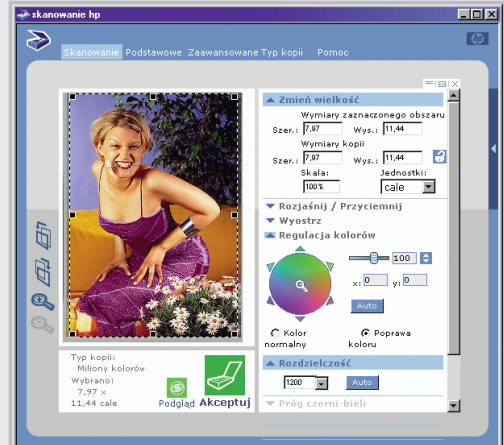 skanowanie hp
Skanowanie Podstawowe Zaawansowane Typ kopii Pomoc
Zmień wielkość
Wymiary zaznaczonego obszaru
Szer.: 7,97 Wys.: 11,44
Wymiary kopii
Szer.: 7,97 Wys.: 11,44
Skala: Jednostki:
100% cale
Rozjaśnij / Przyciemnij
Wyostrz
Regulacja kolorów
100
x: 0 y: 0
Auto
Kolor normalny
Poprawa koloru
Rozdzielczość
1200 Auto
Próg czerni-bieli
Typ kopii:
Miliony kolorów
Wybrano:
7,97 ×
11,44 cale
Podgląd Akceptuj
hp